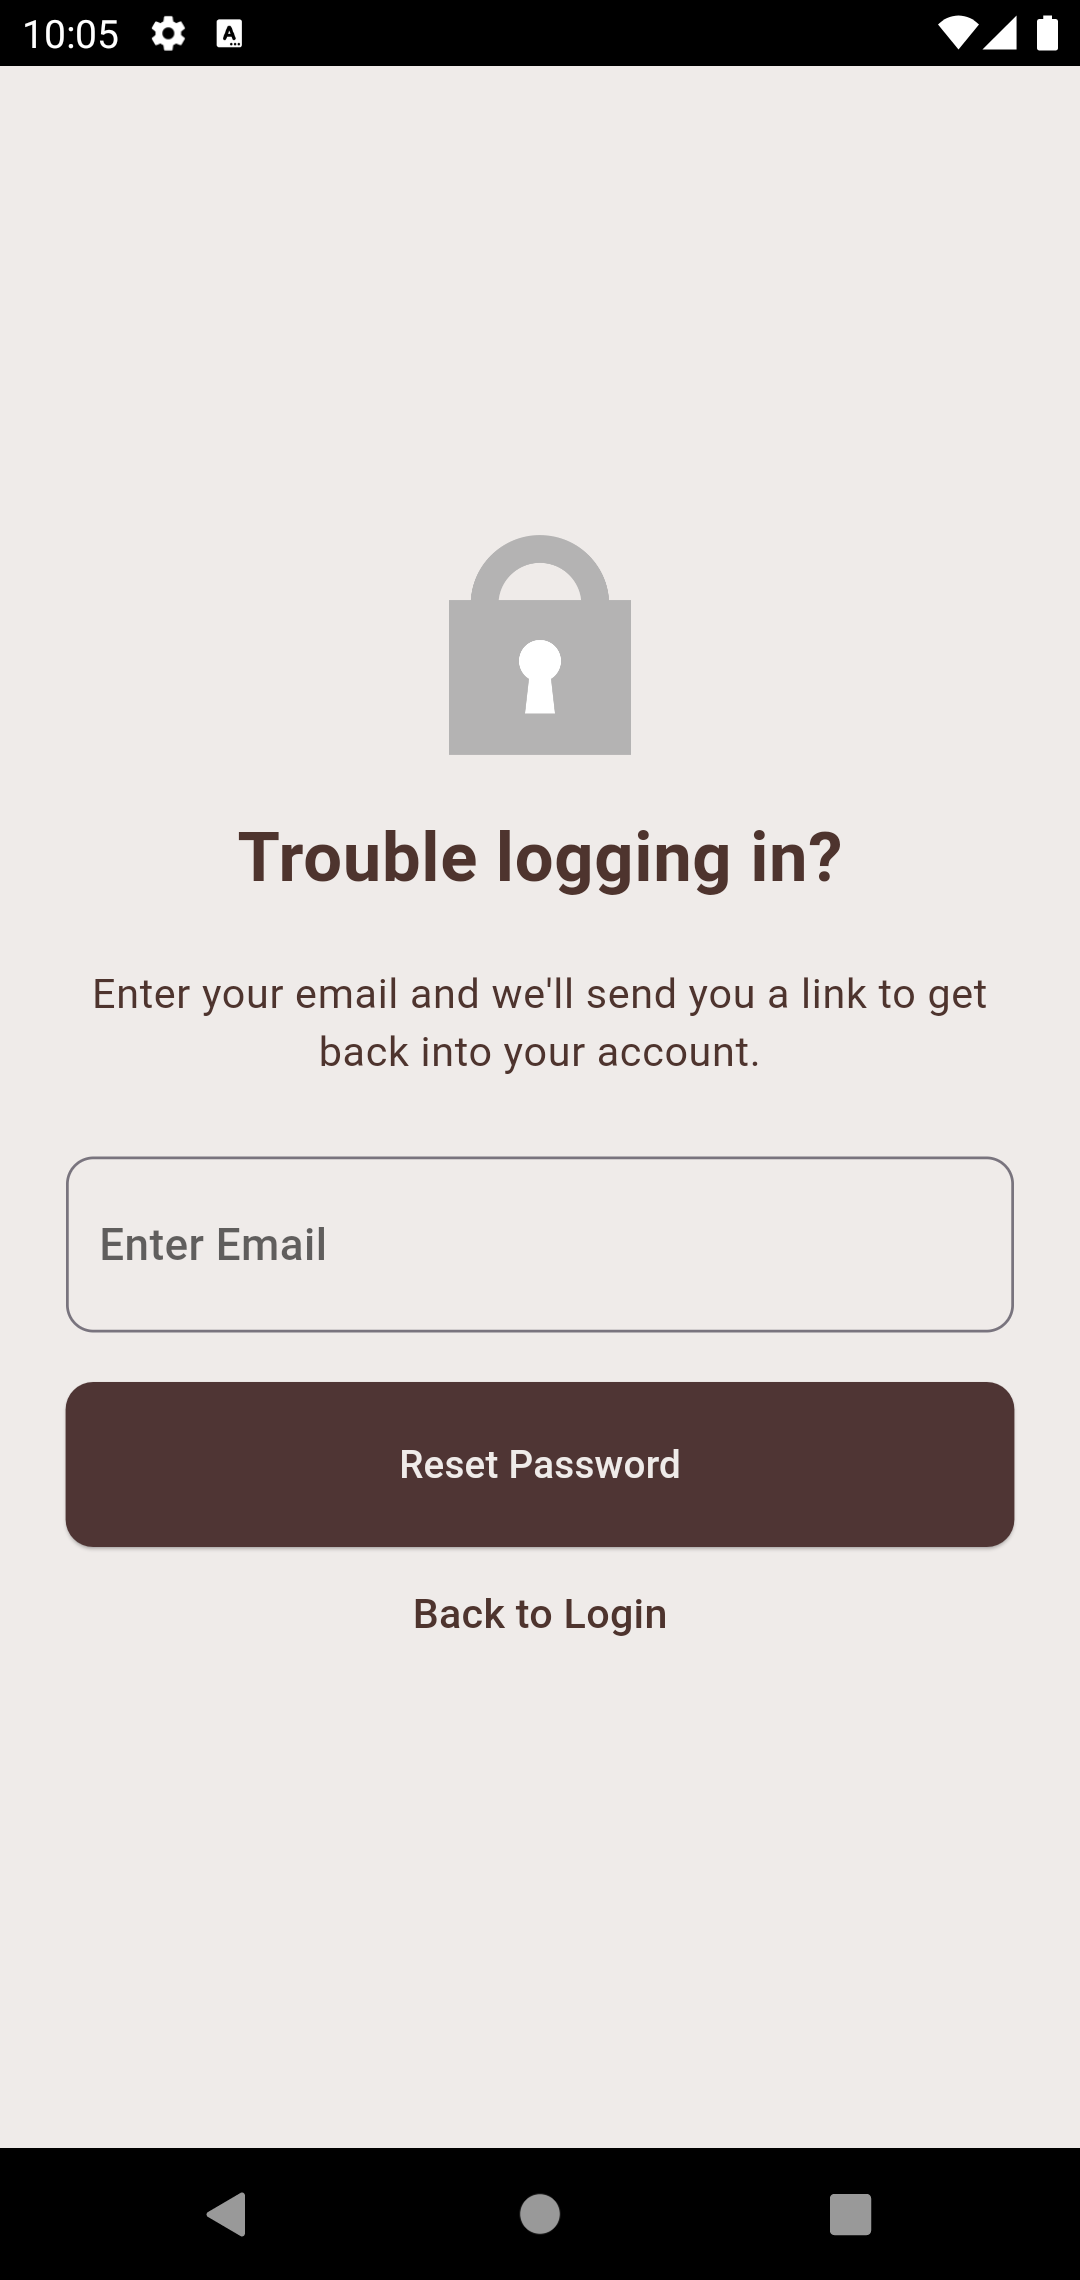 10:05
Trouble logging in?
Enter your email and we'll send you a link to get
back into your account.
Enter Email
Reset Password
Back to Login